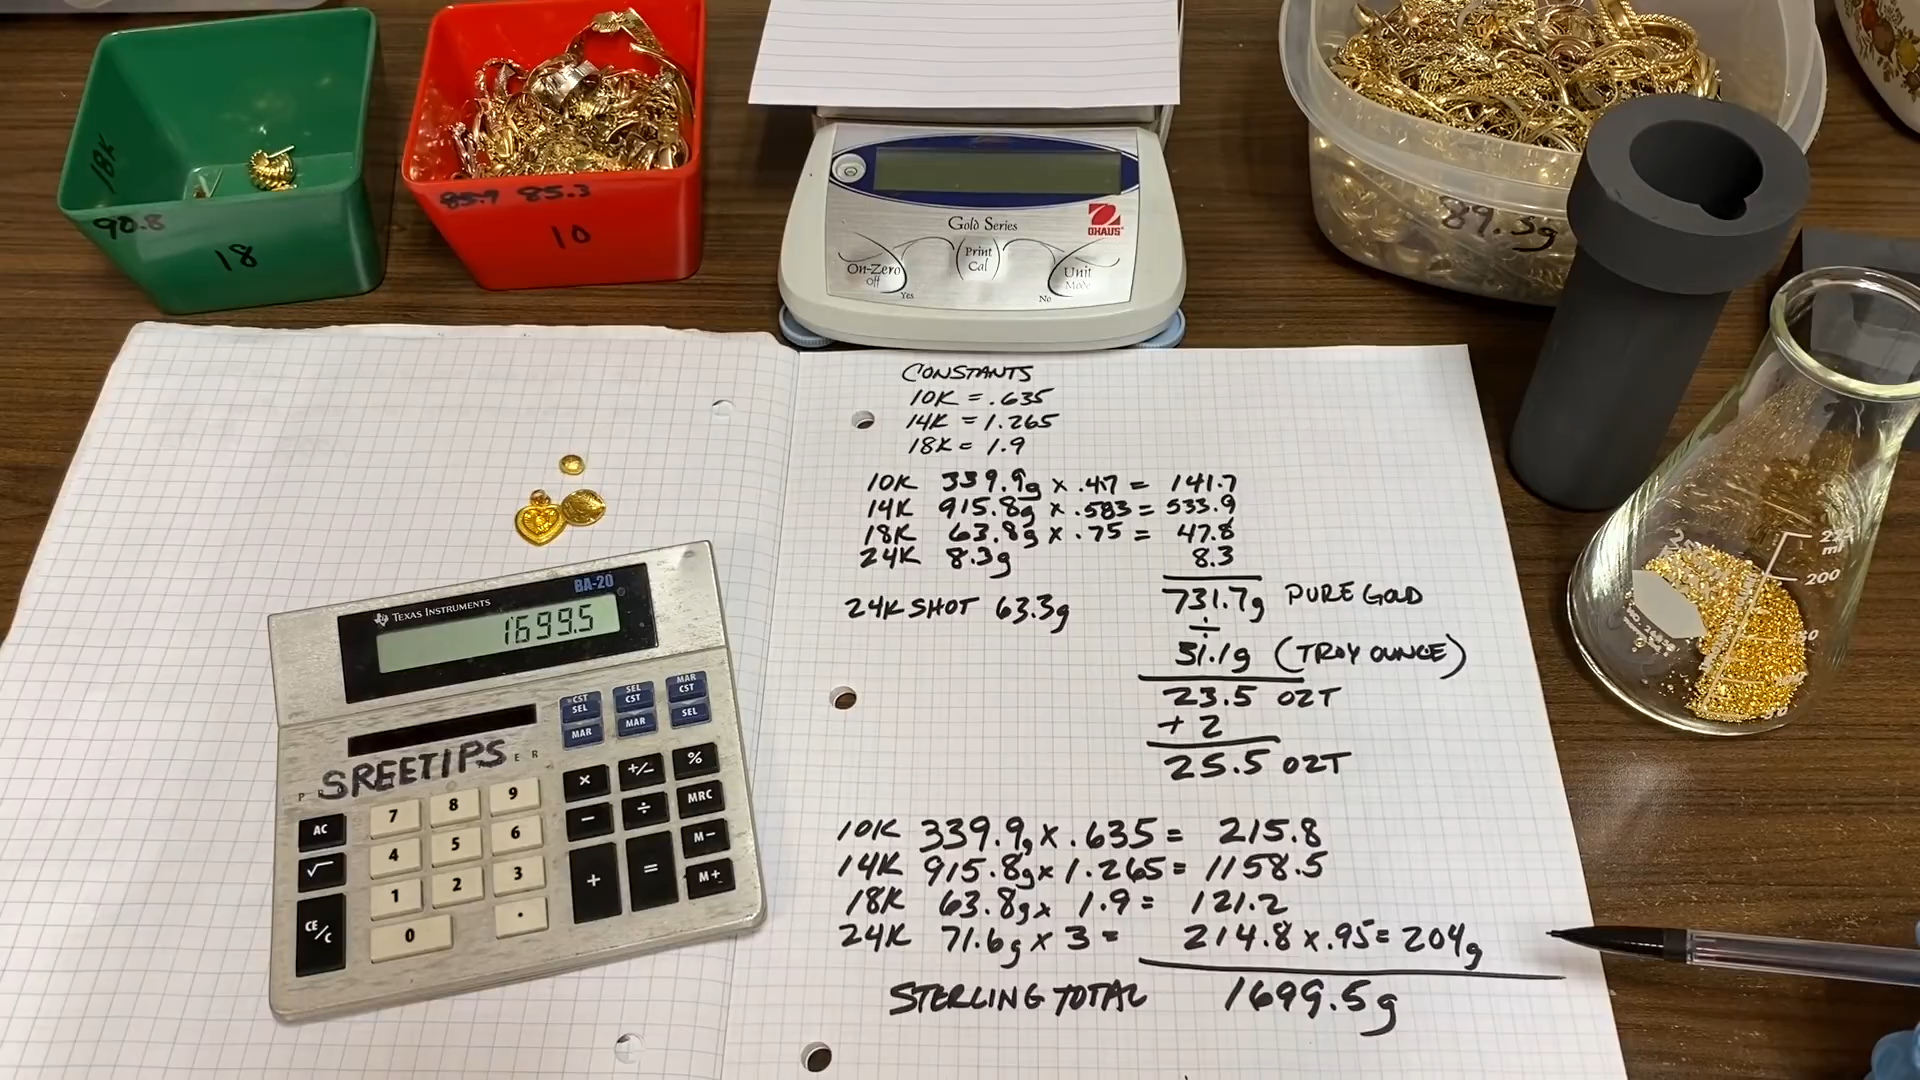 18K
90.8
18
85.3
10
Gold Series
OHAUS
On-Zero
Off
Yes
Print
Cal
Unit
Mode
No
89.3g
CONSTANTS
10K = .635
14K = 1.265
18K = 1.9
10K 339.9g x .417 = 141.7
14K 915.8g x .583 = 533.9
18K 63.8g x .75 = 47.8
24K 8.3g 8.3
24K SHOT 63.3g 731.7g PURE GOLD
÷
31.1g (TROY OUNCE)
23.5 OZT
+ 2
25.5 OZT
10K 339.9g x .635 = 215.8
14K 915.8g x 1.265 = 1158.5
18K 63.8g x 1.9 = 121.2
24K 71.6g x 3 = 214.8 x .95 = 204g
STERLING TOTAL 1699.5g
BA-20
TEXAS INSTRUMENTS
1699.5
CST SEL MAR
SEL CST MAR
MAR CST SEL
SREETIPS
AC 7 8 9 × +/− %
√ 4 5 6 − ÷ MRC
CE/C 1 2 3 + = M−
0 . M+
200